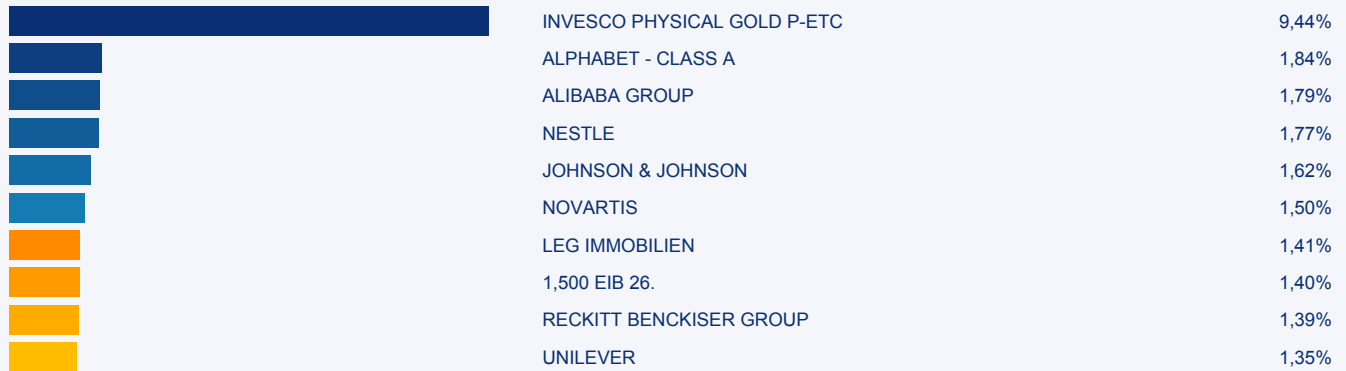 INVESCO PHYSICAL GOLD P-ETC 9,44%
ALPHABET - CLASS A 1,84%
ALIBABA GROUP 1,79%
NESTLE 1,77%
JOHNSON & JOHNSON 1,62%
NOVARTIS 1,50%
LEG IMMOBILIEN 1,41%
1,500 EIB 26. 1,40%
RECKITT BENCKISER GROUP 1,39%
UNILEVER 1,35%